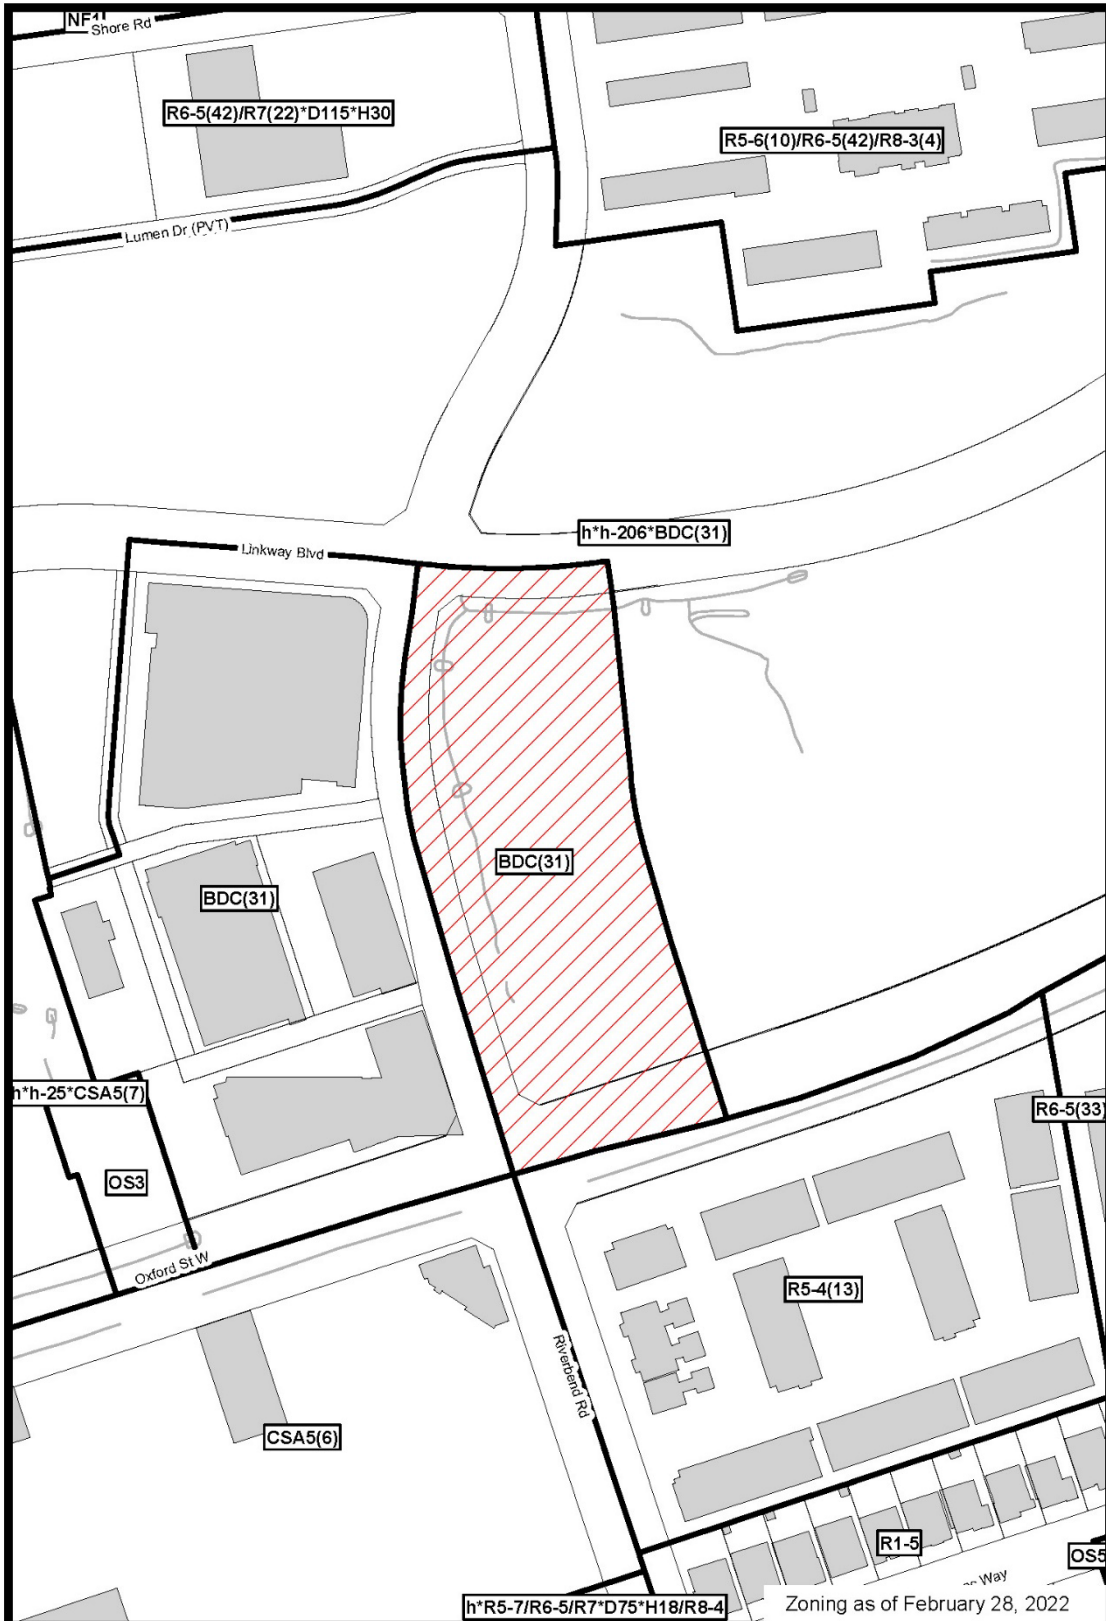 NF1
Shore Rd
R6-5(42)/R7(22)*D115*H30
R5-6(10)/R6-5(42)/R8-3(4)
Lumen Dr (PVT)
h*h-206*BDC(31)
Linkway Blvd
BDC(31)
BDC(31)
h*h-25*CSA5(7)
R6-5(33)
OS3
Oxford St W
R5-4(13)
Riverbend Rd
CSA5(6)
R1-5
OS5
Way
h*R5-7/R6-5/R7*D75*H18/R8-4
Zoning as of February 28, 2022